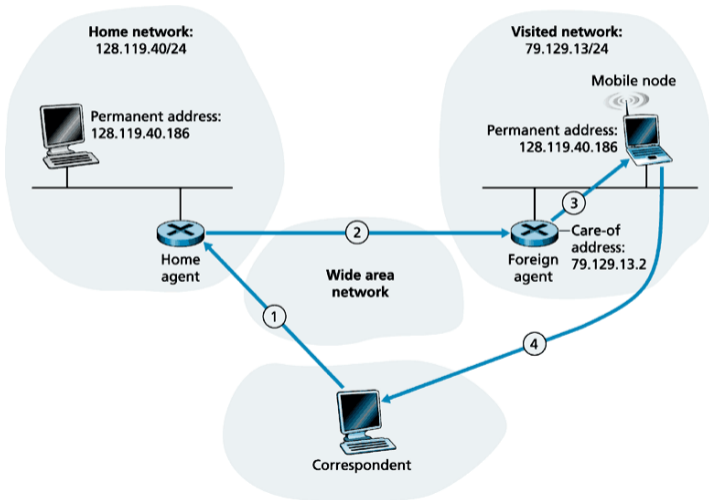 Home network:
128.119.40/24
Visited network:
79.129.13/24
Mobile node
Permanent address:
128.119.40.186
Permanent address:
128.119.40.186
3
2
Care-of
address:
79.129.13.2
Home
agent
Foreign
agent
Wide area
network
1
4
Correspondent